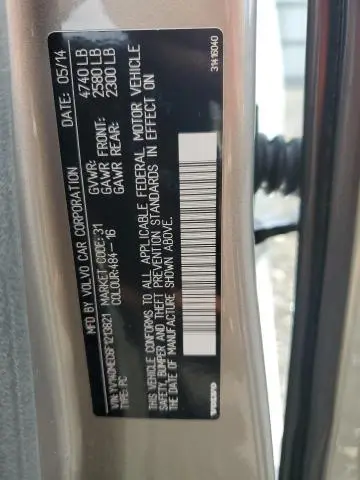 MFD BY: VOLVO CAR CORPORATION DATE: 05/14
GVWR: 4740 LB
GAWR FRONT: 2580 LB
GAWR REAR: 2300 LB
MARKET-CODE: 31
TYPE: PC COLOUR: 484-16
THIS VEHICLE CONFORMS TO ALL APPLICABLE FEDERAL MOTOR VEHICLE
SAFETY, BUMPER AND THEFT PREVENTION STANDARDS IN EFFECT ON
THE DATE OF MANUFACTURE SHOWN ABOVE.
VOLVO
31416040